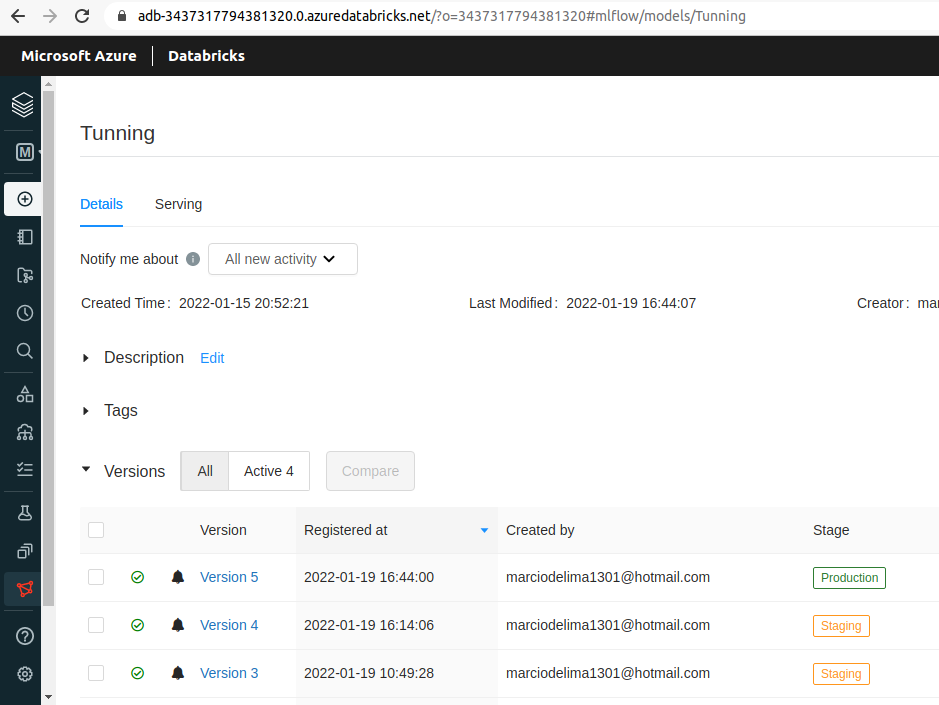 adb-3437317794381320.0.azuredatabricks.net/?o=3437317794381320#mlflow/models/Tunning
Microsoft Azure Databricks
Tunning
M
Details Serving
Notify me about All new activity
Created Time: 2022-01-15 20:52:21 Last Modified: 2022-01-19 16:44:07 Creator: mar
Description Edit
Tags
Versions All Active 4 Compare
Version Registered at Created by Stage
Version 5 2022-01-19 16:44:00 marciodelima1301@hotmail.com Production
Version 4 2022-01-19 16:14:06 marciodelima1301@hotmail.com Staging
Version 3 2022-01-19 10:49:28 marciodelima1301@hotmail.com Staging